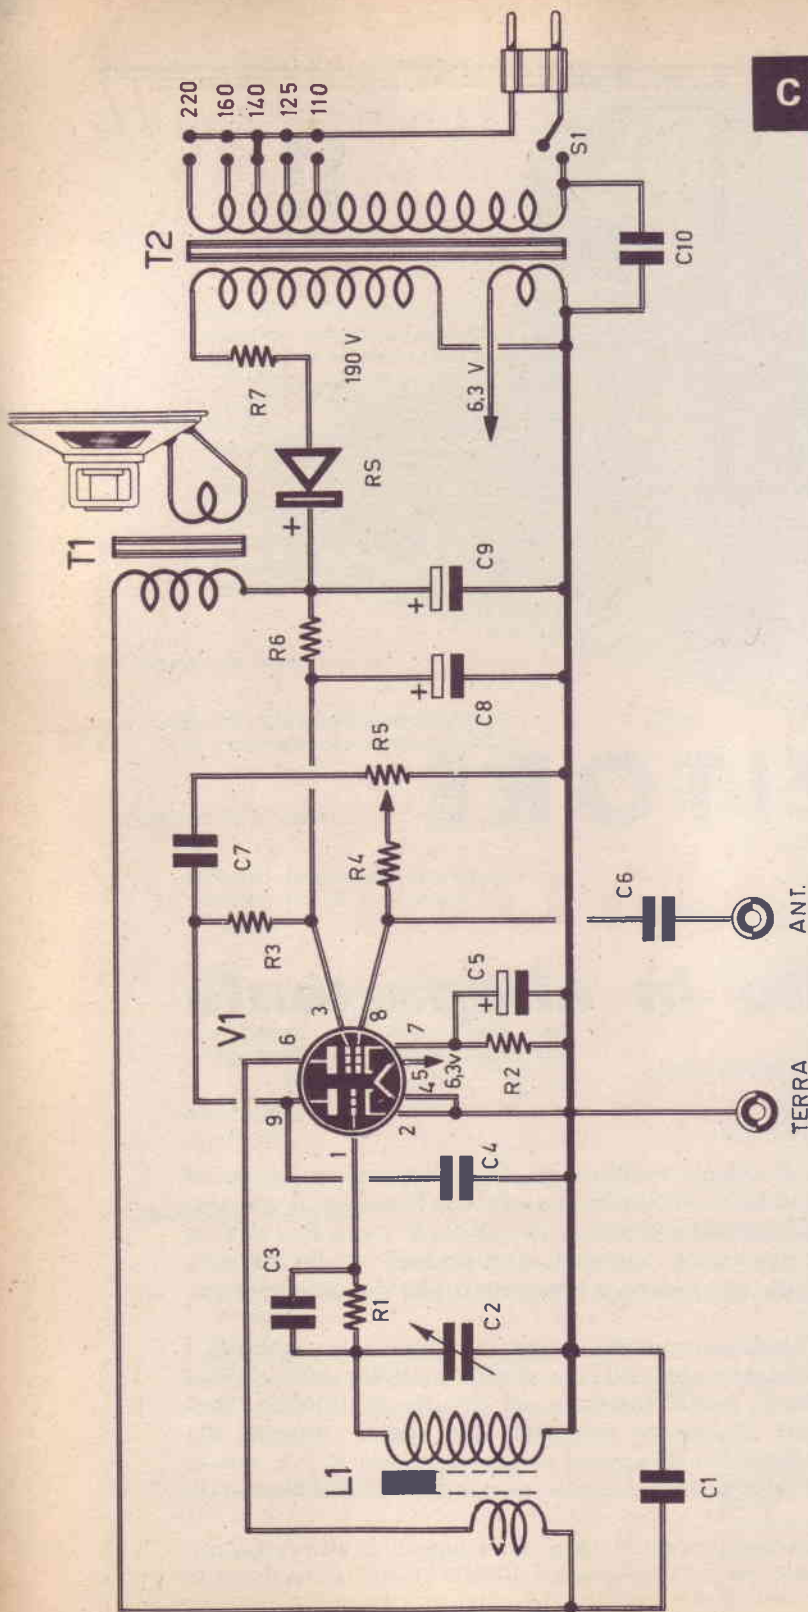 C
220
160
140
125
110
S1
T2
C10
R7
190 V
6,3 V
T1
RS
+
R6
+
C9
+
C8
R5
C7
R4
R3
C6
ANT.
V1
6
3
8
9
7
5
4
6,3V
2
1
+
C5
R2
TERRA
C4
C3
R1
C2
L1
C1